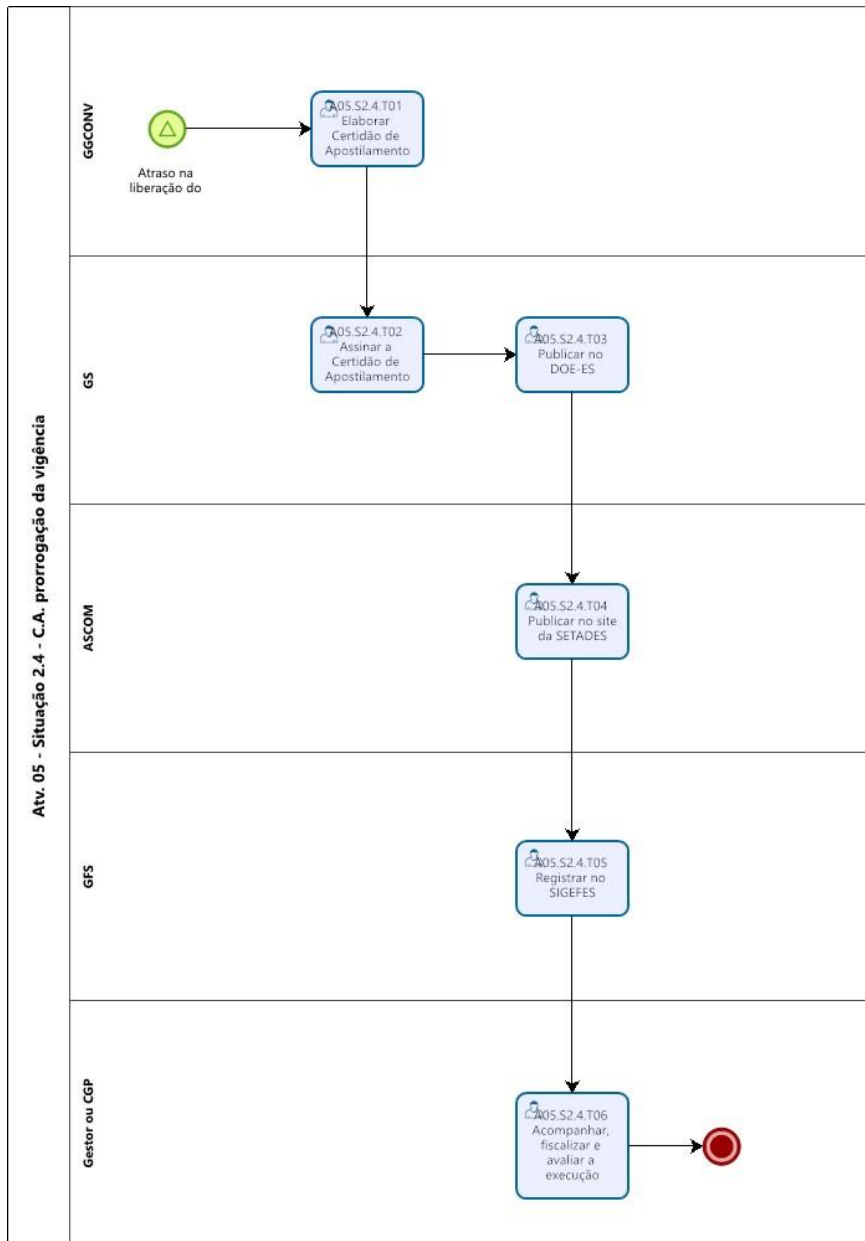 Atv. 05 - Situação 2.4 - C.A. prorrogação da vigência
GGCONV
Atraso na
liberação do
A05.S2.4.T01
Elaborar
Certidão de
Apostilamento
GS
A05.S2.4.T02
Assinar a
Certidão de
Apostilamento
A05.S2.4.T03
Publicar no
DOE-ES
ASCOM
A05.S2.4.T04
Publicar no site
da SETADES
GFS
A05.S2.4.T05
Registrar no
SIGEFES
Gestor ou CGP
A05.S2.4.T06
Acompanhar,
fiscalizar e
avaliar a
execução